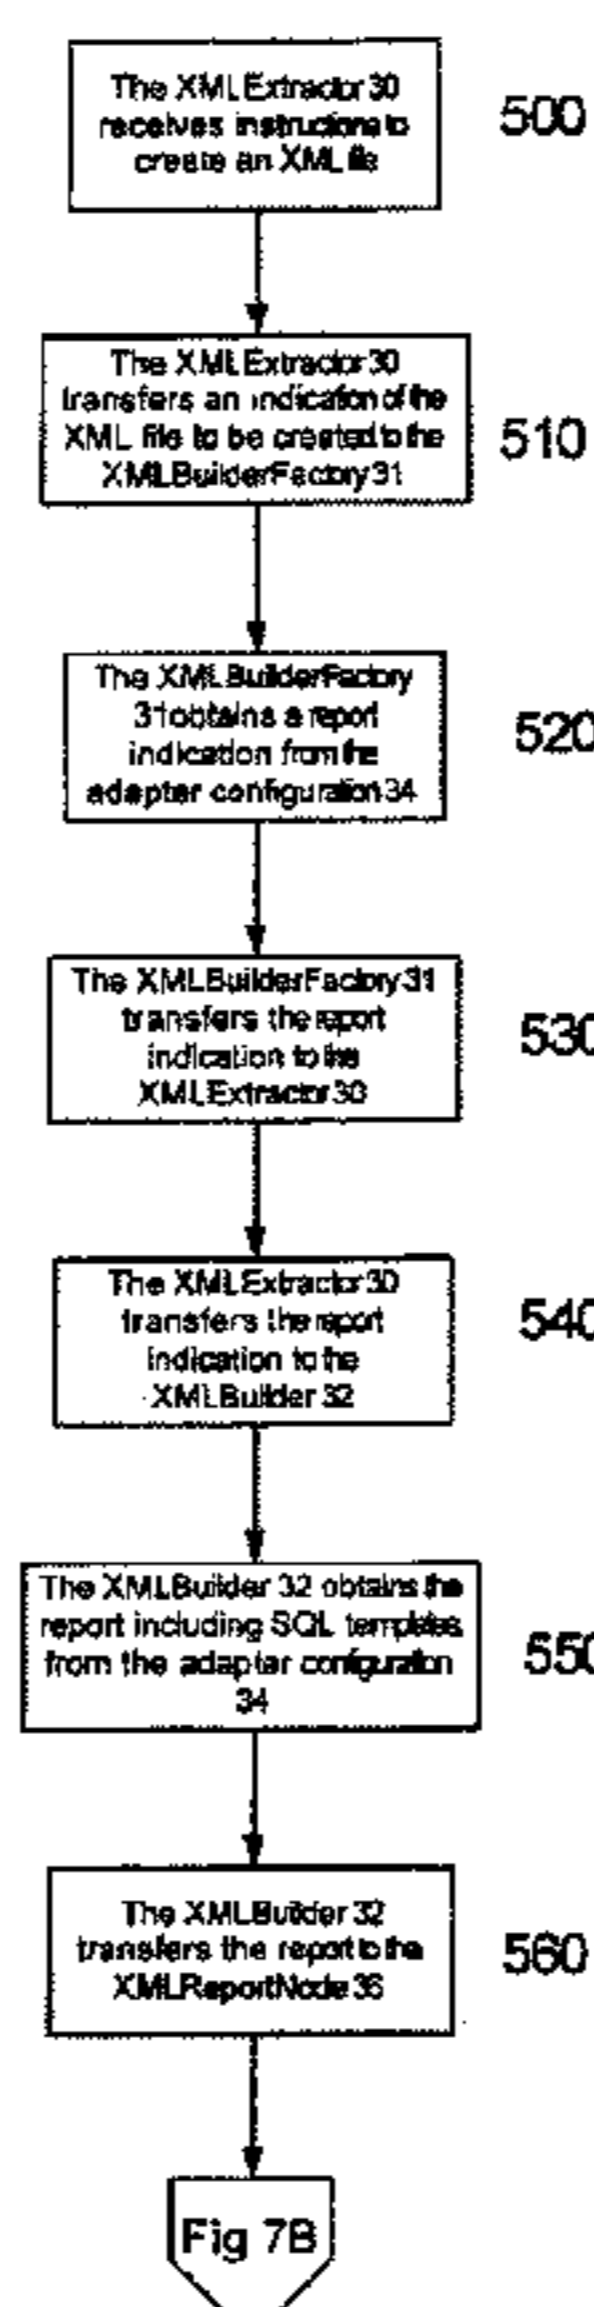 The XMLExtractor 30
receives instructions to
create an XML file
500
The XMLExtractor 30
transfers an indication of the
XML file to be created to the
XMLBuilderFactory 31
510
The XMLBuilderFactory
31 obtains a report
indication from the
adapter configuration 34
520
The XMLBuilderFactory 31
transfers the report
indication to the
XMLExtractor 30
530
The XMLExtractor 30
transfers the report
indication to the
XMLBuilder 32
540
The XMLBuilder 32 obtains the
report including SQL templates
from the adapter configuration
34
550
The XMLBuilder 32
transfers the report to the
XMLReportNode 36
560
Fig 7B